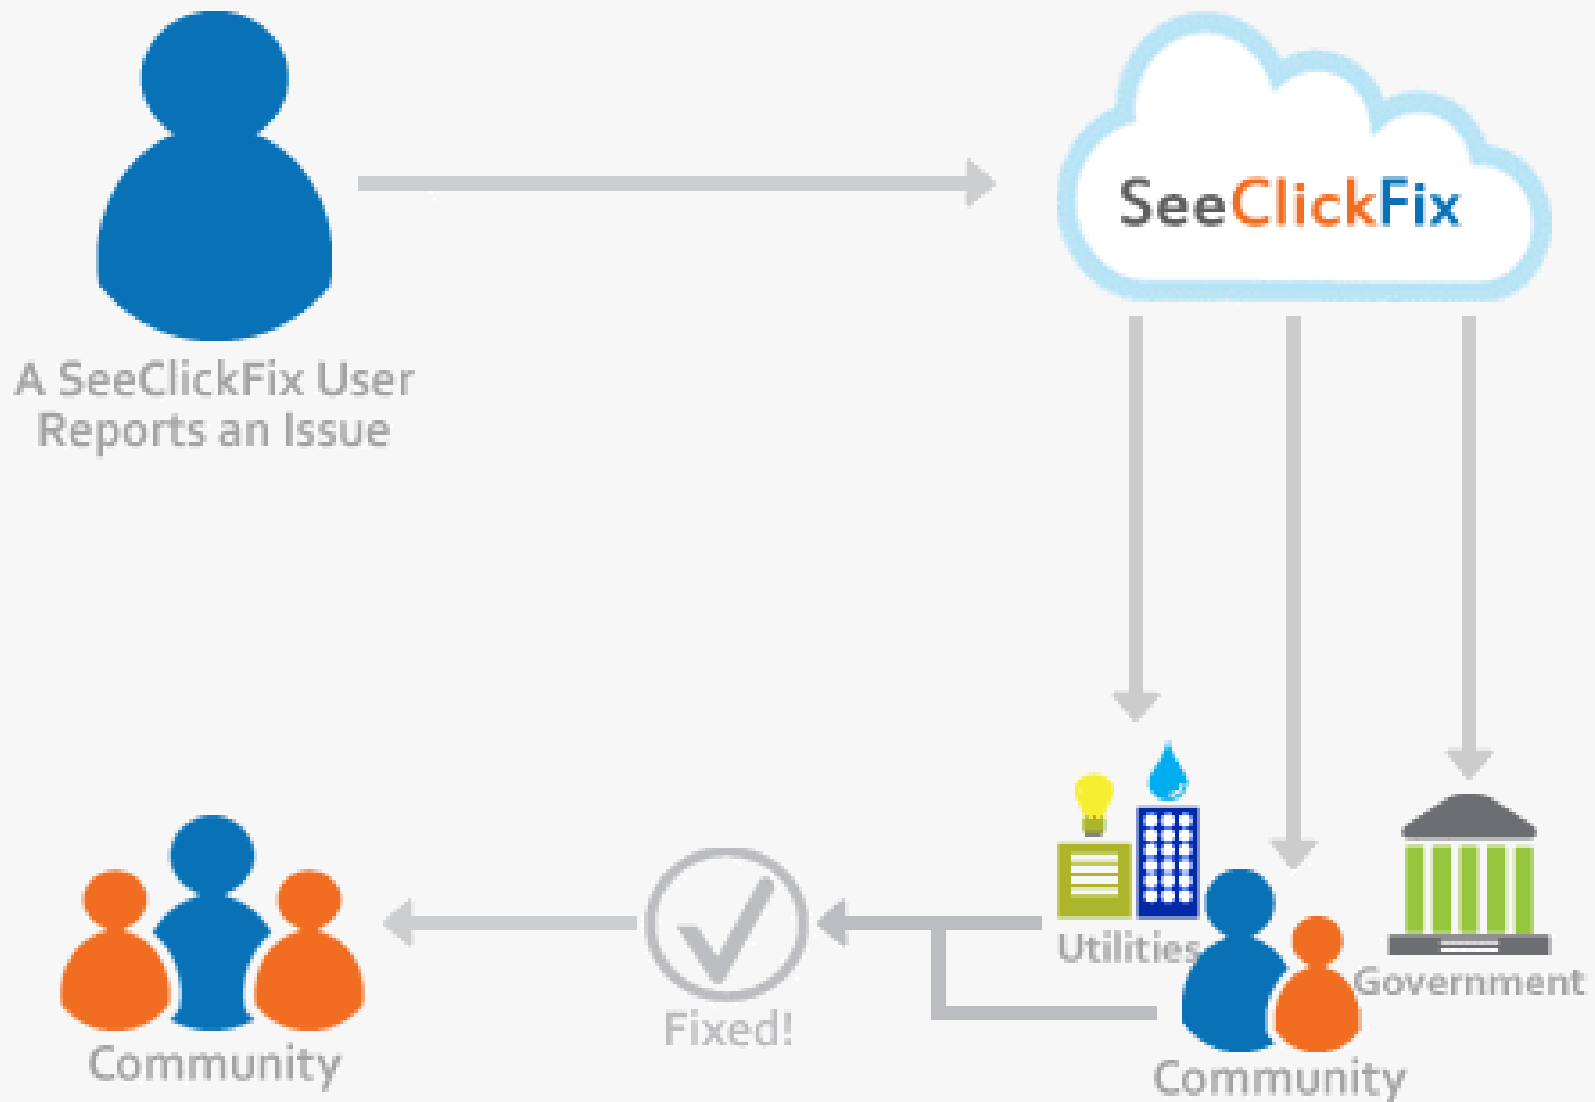 SeeClickFix
A SeeClickFix User
Reports an Issue
Utilities
Government
Fixed!
Community
Community